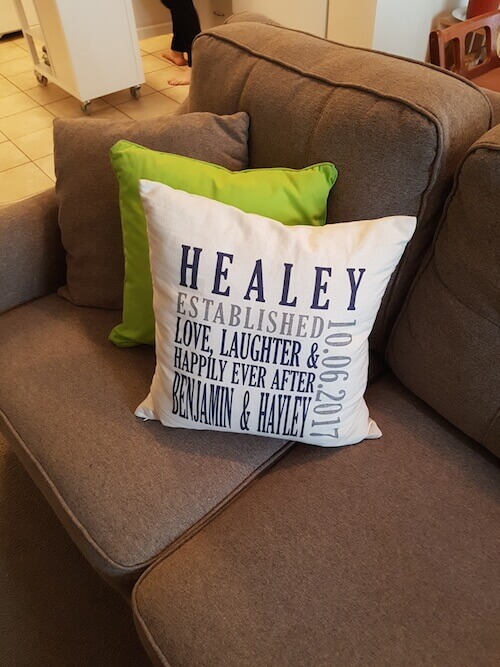 HEALEY
ESTABLISHED
LOVE, LAUGHTER &
HAPPILY EVER AFTER
BENJAMIN & HAYLEY
10.06.2017